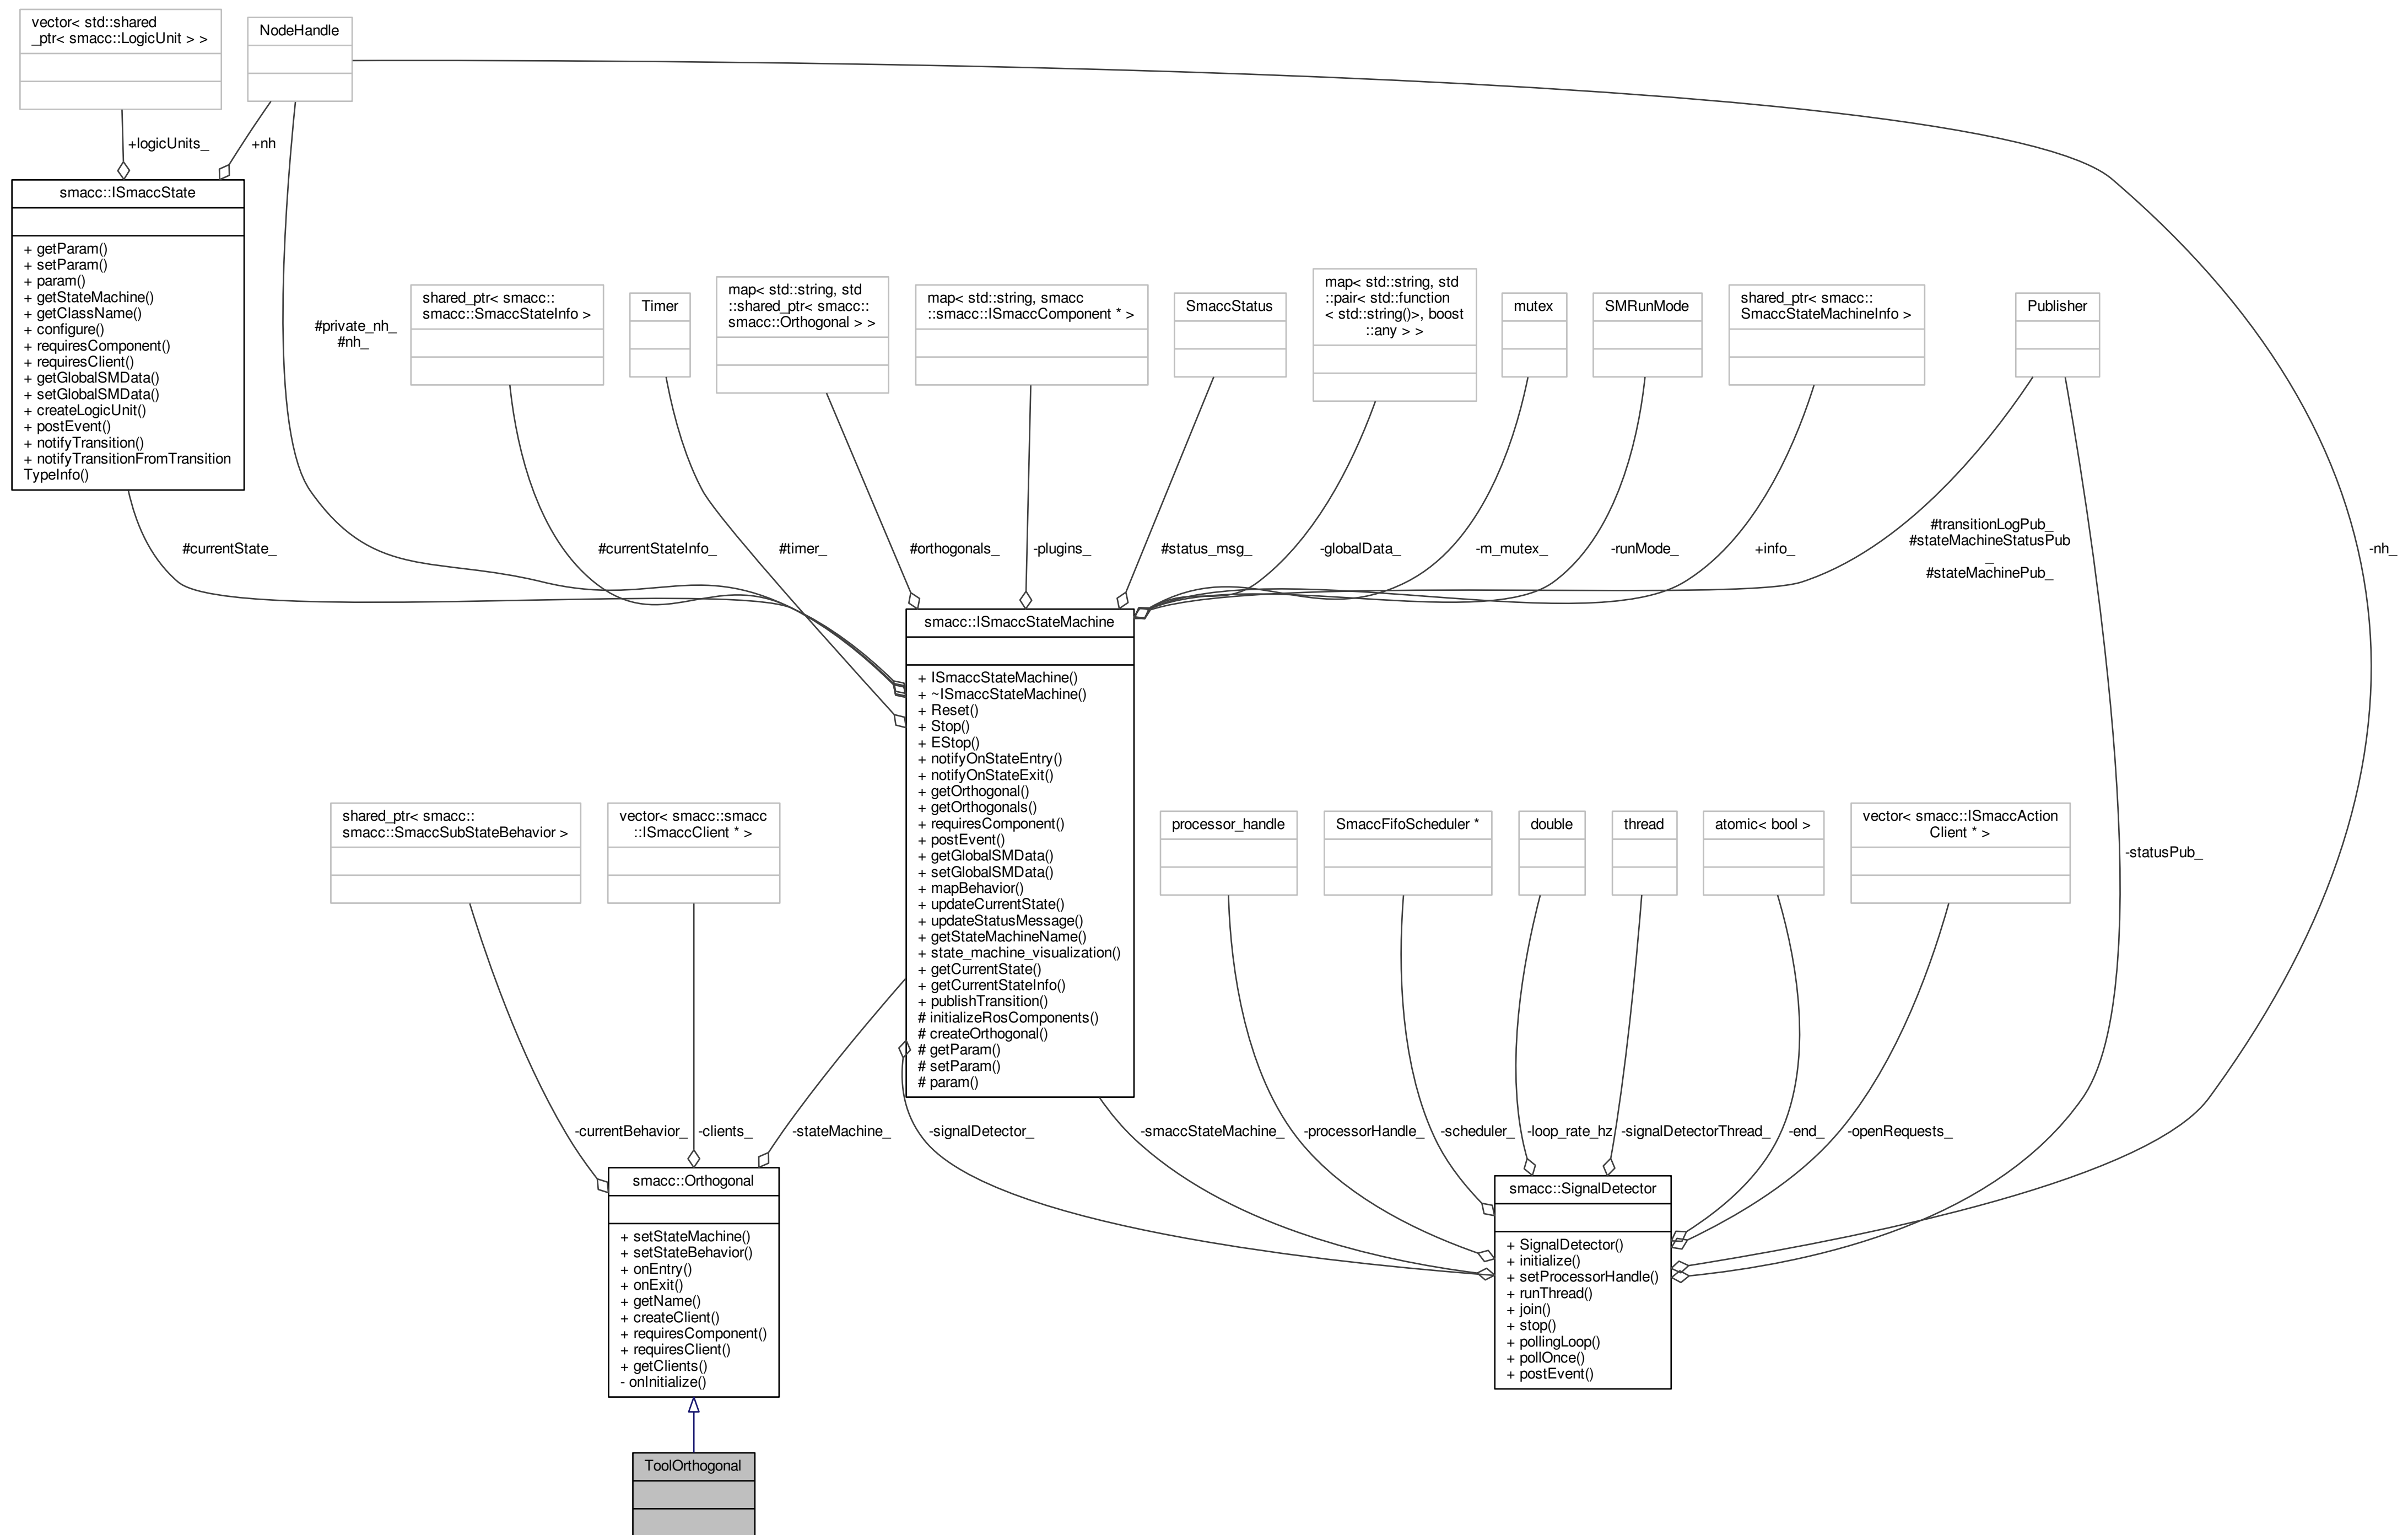 vector< std::shared
_ptr< smacc::LogicUnit > >
NodeHandle
+logicUnits_
+nh
smacc::ISmaccState
+ getParam()
+ setParam()
+ param()
+ getStateMachine()
+ getClassName()
+ configure()
+ requiresComponent()
+ requiresClient()
+ getGlobalSMData()
+ setGlobalSMData()
+ createLogicUnit()
+ postEvent()
+ notifyTransition()
+ notifyTransitionFromTransition
TypeInfo()
#private_nh_
#nh_
shared_ptr< smacc::
smacc::SmaccStateInfo >
Timer
map< std::string, std
::shared_ptr< smacc::
smacc::Orthogonal > >
map< std::string, smacc
::smacc::ISmaccComponent * >
SmaccStatus
map< std::string, std
::pair< std::function
< std::string()>, boost
::any > >
mutex
SMRunMode
shared_ptr< smacc::
SmaccStateMachineInfo >
Publisher
#currentState_
#currentStateInfo_
#timer_
#orthogonals_
-plugins_
#status_msg_
-globalData_
-m_mutex_
-runMode_
+info_
#transitionLogPub_
#stateMachineStatusPub
_
#stateMachinePub_
-nh_
smacc::ISmaccStateMachine
+ ISmaccStateMachine()
+ ~ISmaccStateMachine()
+ Reset()
+ Stop()
+ EStop()
+ notifyOnStateEntry()
+ notifyOnStateExit()
+ getOrthogonal()
+ getOrthogonals()
+ requiresComponent()
+ postEvent()
+ getGlobalSMData()
+ setGlobalSMData()
+ mapBehavior()
+ updateCurrentState()
+ updateStatusMessage()
+ getStateMachineName()
+ state_machine_visualization()
+ getCurrentState()
+ getCurrentStateInfo()
+ publishTransition()
# initializeRosComponents()
# createOrthogonal()
# getParam()
# setParam()
# param()
shared_ptr< smacc::
smacc::SmaccSubStateBehavior >
vector< smacc::smacc
::ISmaccClient * >
processor_handle
SmaccFifoScheduler *
double
thread
atomic< bool >
vector< smacc::ISmaccAction
Client * >
-statusPub_
-currentBehavior_
-clients_
-stateMachine_
-signalDetector_
-smaccStateMachine_
-processorHandle_
-scheduler_
-loop_rate_hz
-signalDetectorThread_
-end_
-openRequests_
smacc::Orthogonal
+ setStateMachine()
+ setStateBehavior()
+ onEntry()
+ onExit()
+ getName()
+ createClient()
+ requiresComponent()
+ requiresClient()
+ getClients()
- onInitialize()
smacc::SignalDetector
+ SignalDetector()
+ initialize()
+ setProcessorHandle()
+ runThread()
+ join()
+ stop()
+ pollingLoop()
+ pollOnce()
+ postEvent()
ToolOrthogonal